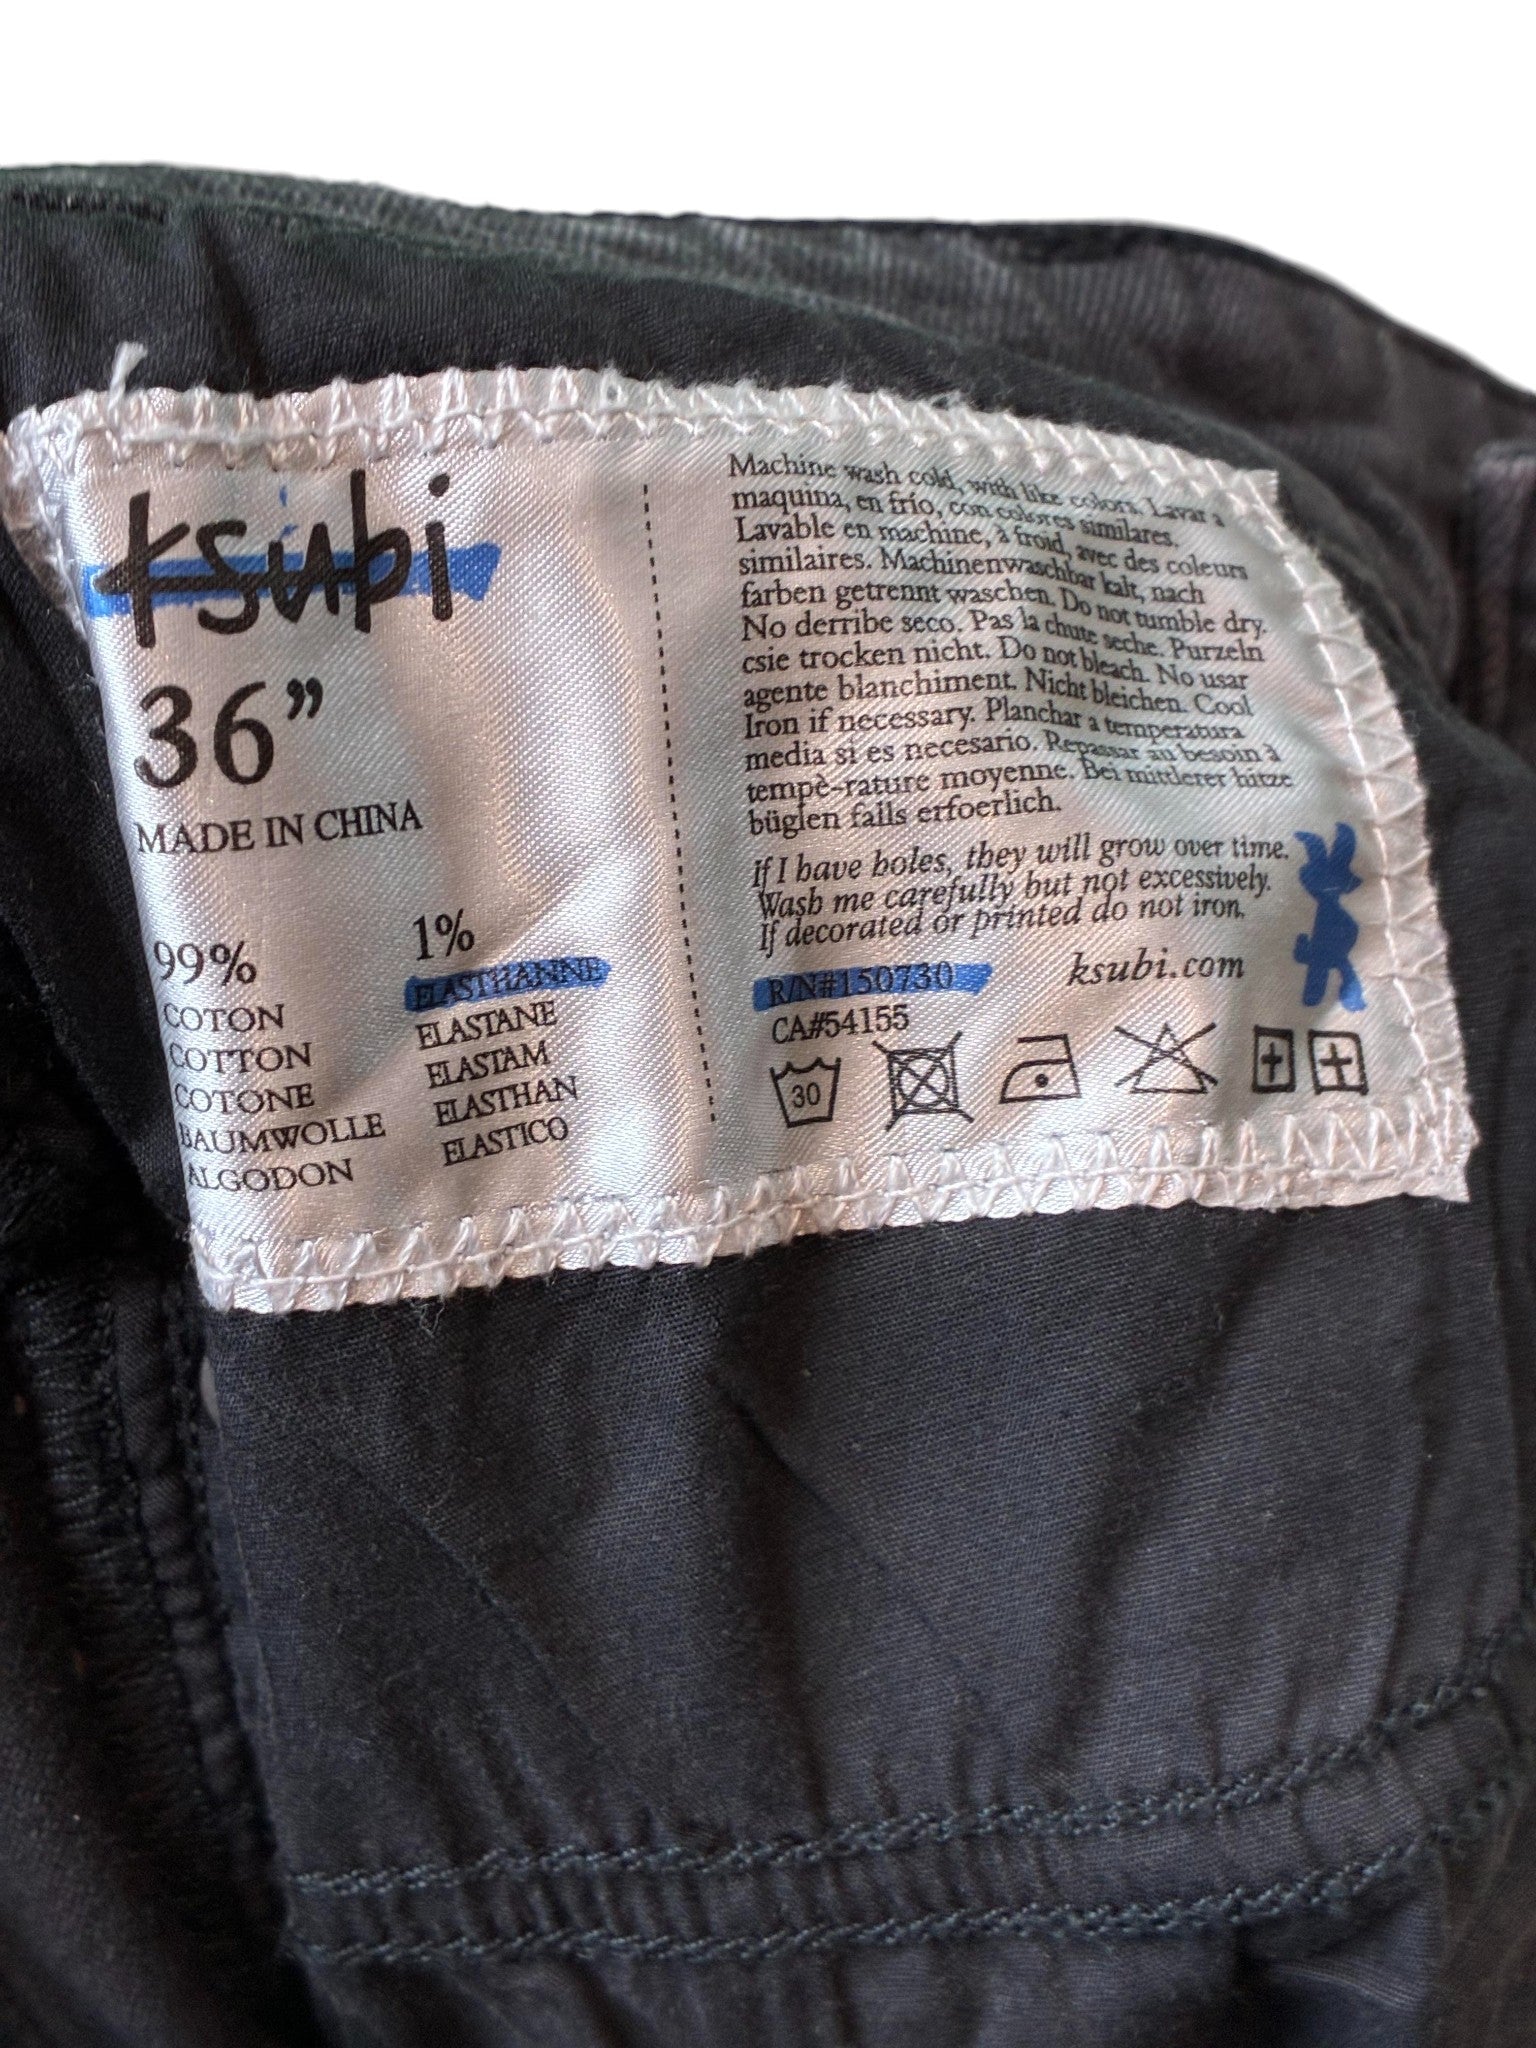 ksubi
36”
MADE IN CHINA
99%
COTON
COTTON
COTONE
BAUMWOLLE
ALGODON
1%
ELASTHANNE
ELASTANE
ELASTAM
ELASTHAN
ELASTICO
Machine wash cold, with like colors. Lavar a
maquina, en frío, con colores similares.
Lavable en machine, à froid, avec des couleurs
similaires. Machinenwaschbar kalt, nach
farben getrennt waschen. Do not tumble dry.
No derribe seco. Pas la chute seche. Purzeln
csie trocken nicht. Do not bleach. No usar
agente blanchiment. Nicht bleichen. Cool
Iron if necessary. Planchar a temperatura
media si es necesario. Repassar au besoin à
tempè-rature moyenne. Bei mittlerer hitze
büglen falls erfoerlich.
If I have holes, they will grow over time.
Wash me carefully but not excessively.
If decorated or printed do not iron.
ksubi.com
R/N#150730
CA#54155
30